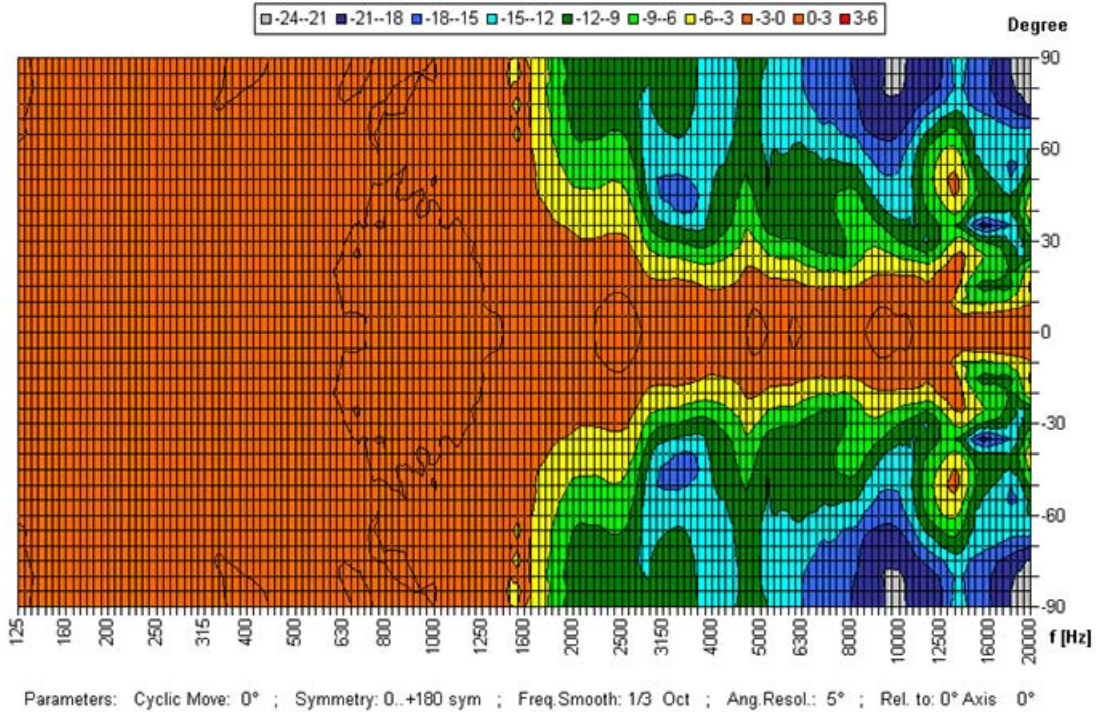 -24--21 -21--18 -18--15 -15--12 -12--9 -9--6 -6--3 -3-0 0-3 3-6
Degree
90
60
30
0
-30
-60
-90
125 160 200 250 315 400 500 630 800 1000 1250 1600 2000 2500 3150 4000 5000 6300 8000 10000 12500 16000 20000 f [Hz]
Parameters: Cyclic Move: 0° ; Symmetry: 0..+180 sym ; Freq.Smooth: 1/3 Oct ; Ang.Resol.: 5° ; Rel. to: 0° Axis 0°